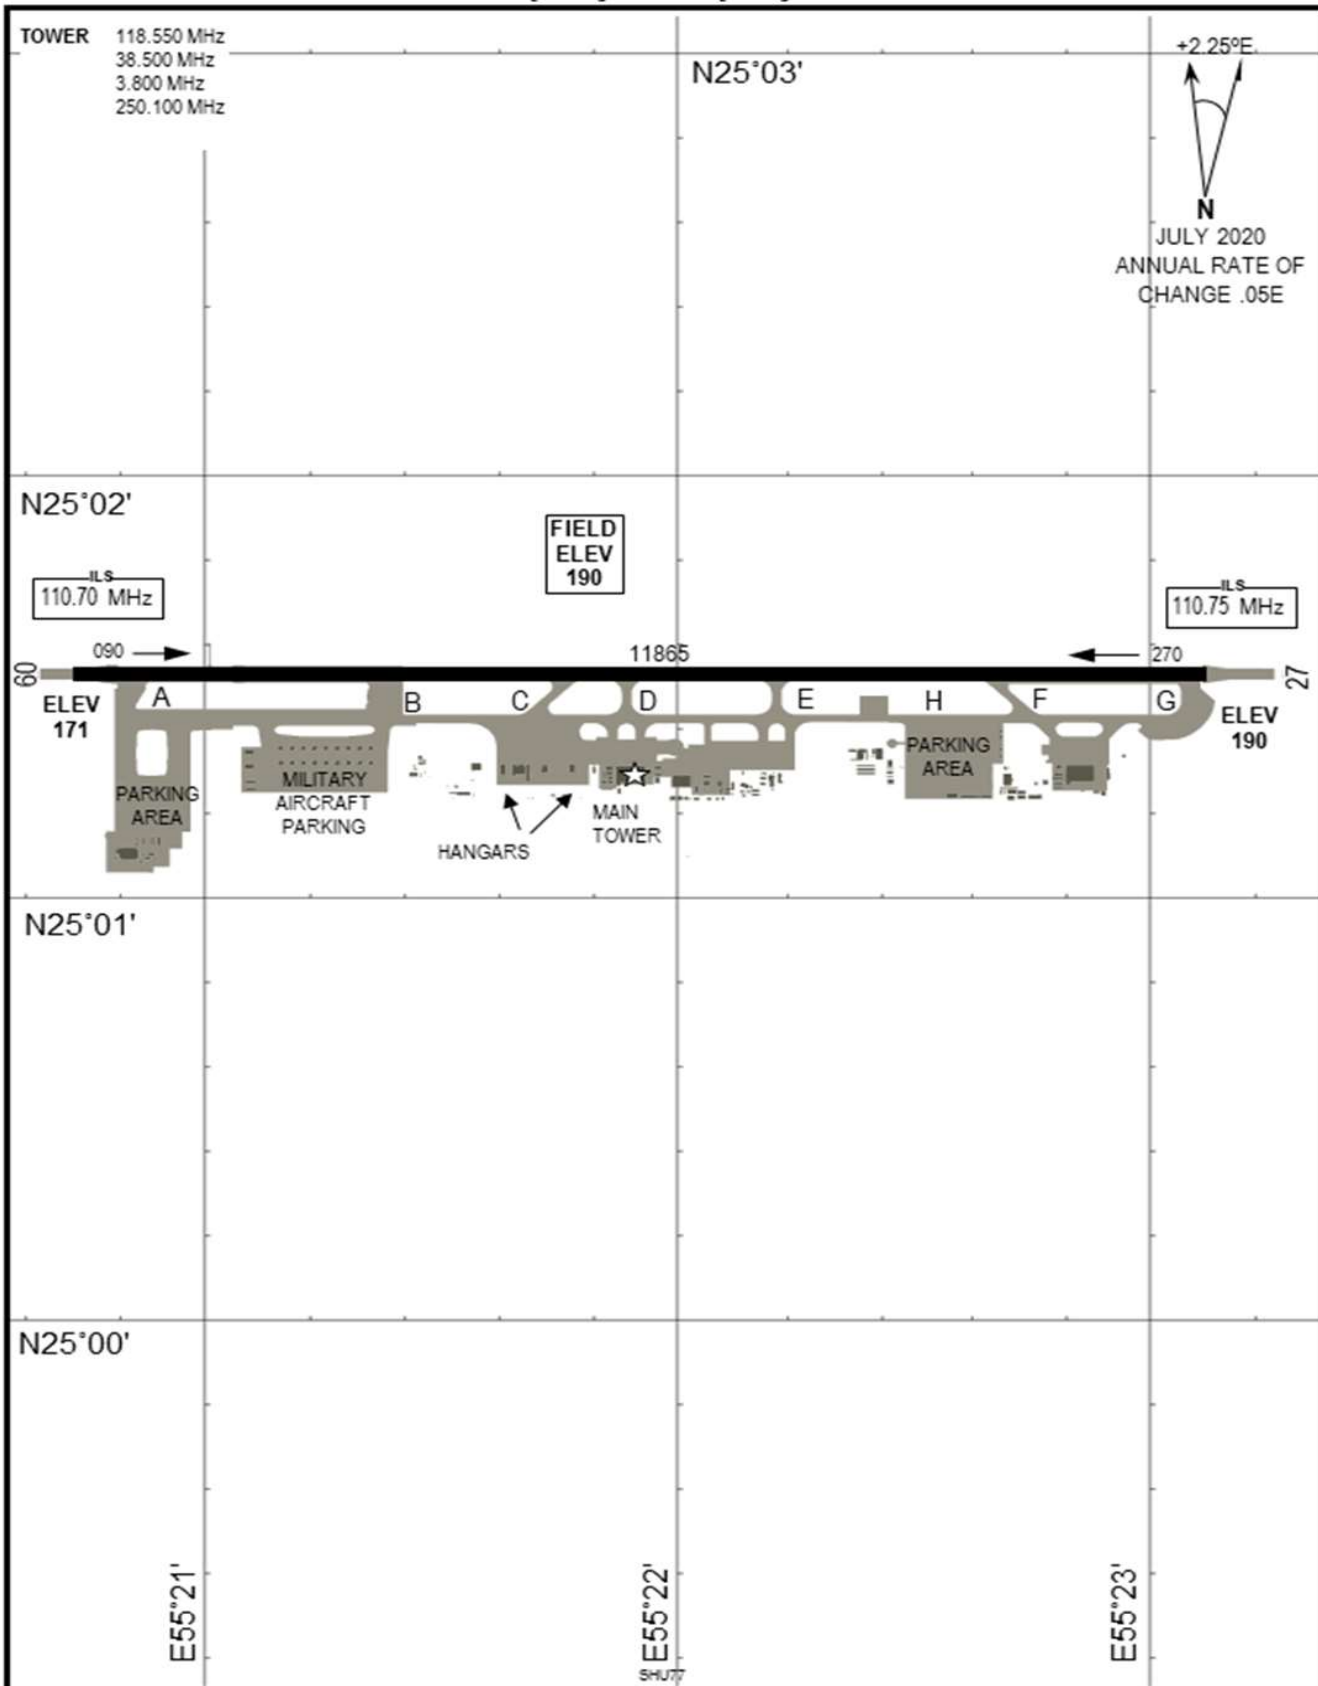 TOWER 118.550 MHz
38.500 MHz
3.800 MHz
250.100 MHz
N25°03'
+2.25ºE
N
JULY 2020
ANNUAL RATE OF
CHANGE .05E
N25°02'
FIELD
ELEV
190
ILS
110.70 MHz
ILS
110.75 MHz
090
11865
270
09
27
ELEV
171
A
B
C
D
E
H
F
G
ELEV
190
PARKING
AREA
MILITARY
AIRCRAFT
PARKING
HANGARS
MAIN
TOWER
PARKING
AREA
N25°01'
N25°00'
E55°21'
E55°22'
E55°23'
SHU77